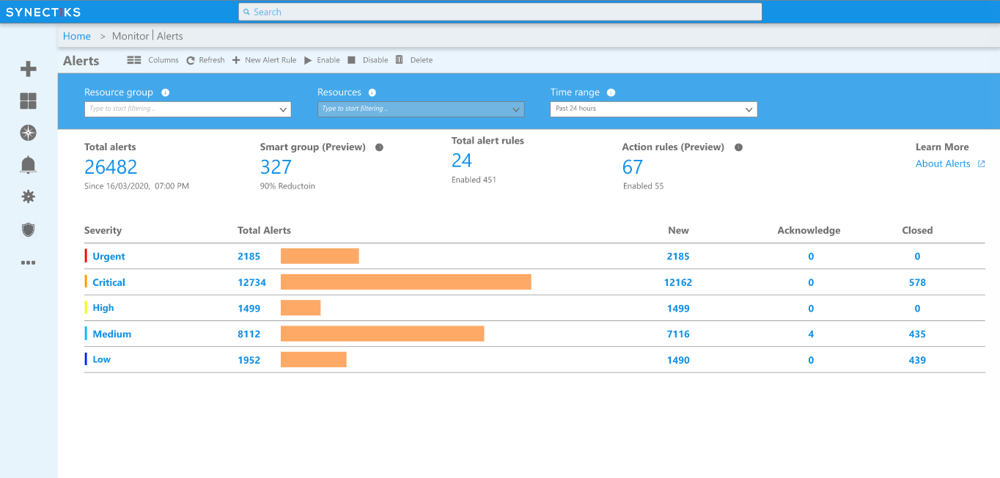 SYNECTIKS
Search
Home > Monitor | Alerts
Alerts Columns Refresh New Alert Rule Enable Disable Delete
Resource group Resources Time range
Type to start filtering .. Type to start filtering .. Past 24 hours
Total alerts Smart group (Preview) Total alert rules Action rules (Preview) Learn More
26482 327 24 67 About Alerts
Since 16/03/2020, 07:00 PM 90% Reductoin Enabled 451 Enabled 55
Severity Total Alerts New Acknowledge Closed
Urgent 2185 2185 0 0
Critical 12734 12162 0 578
High 1499 1499 0 0
Medium 8112 7116 4 435
Low 1952 1490 0 439